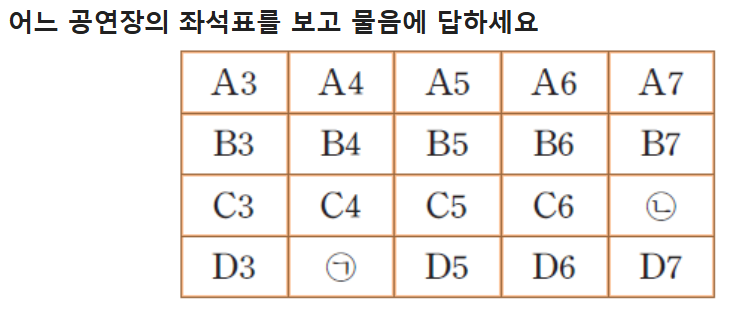 어느 공연장의 좌석표를 보고 물음에 답하세요
A3 A4 A5 A6 A7
B3 B4 B5 B6 B7
C3 C4 C5 C6 ㉡
D3 ㉠ D5 D6 D7